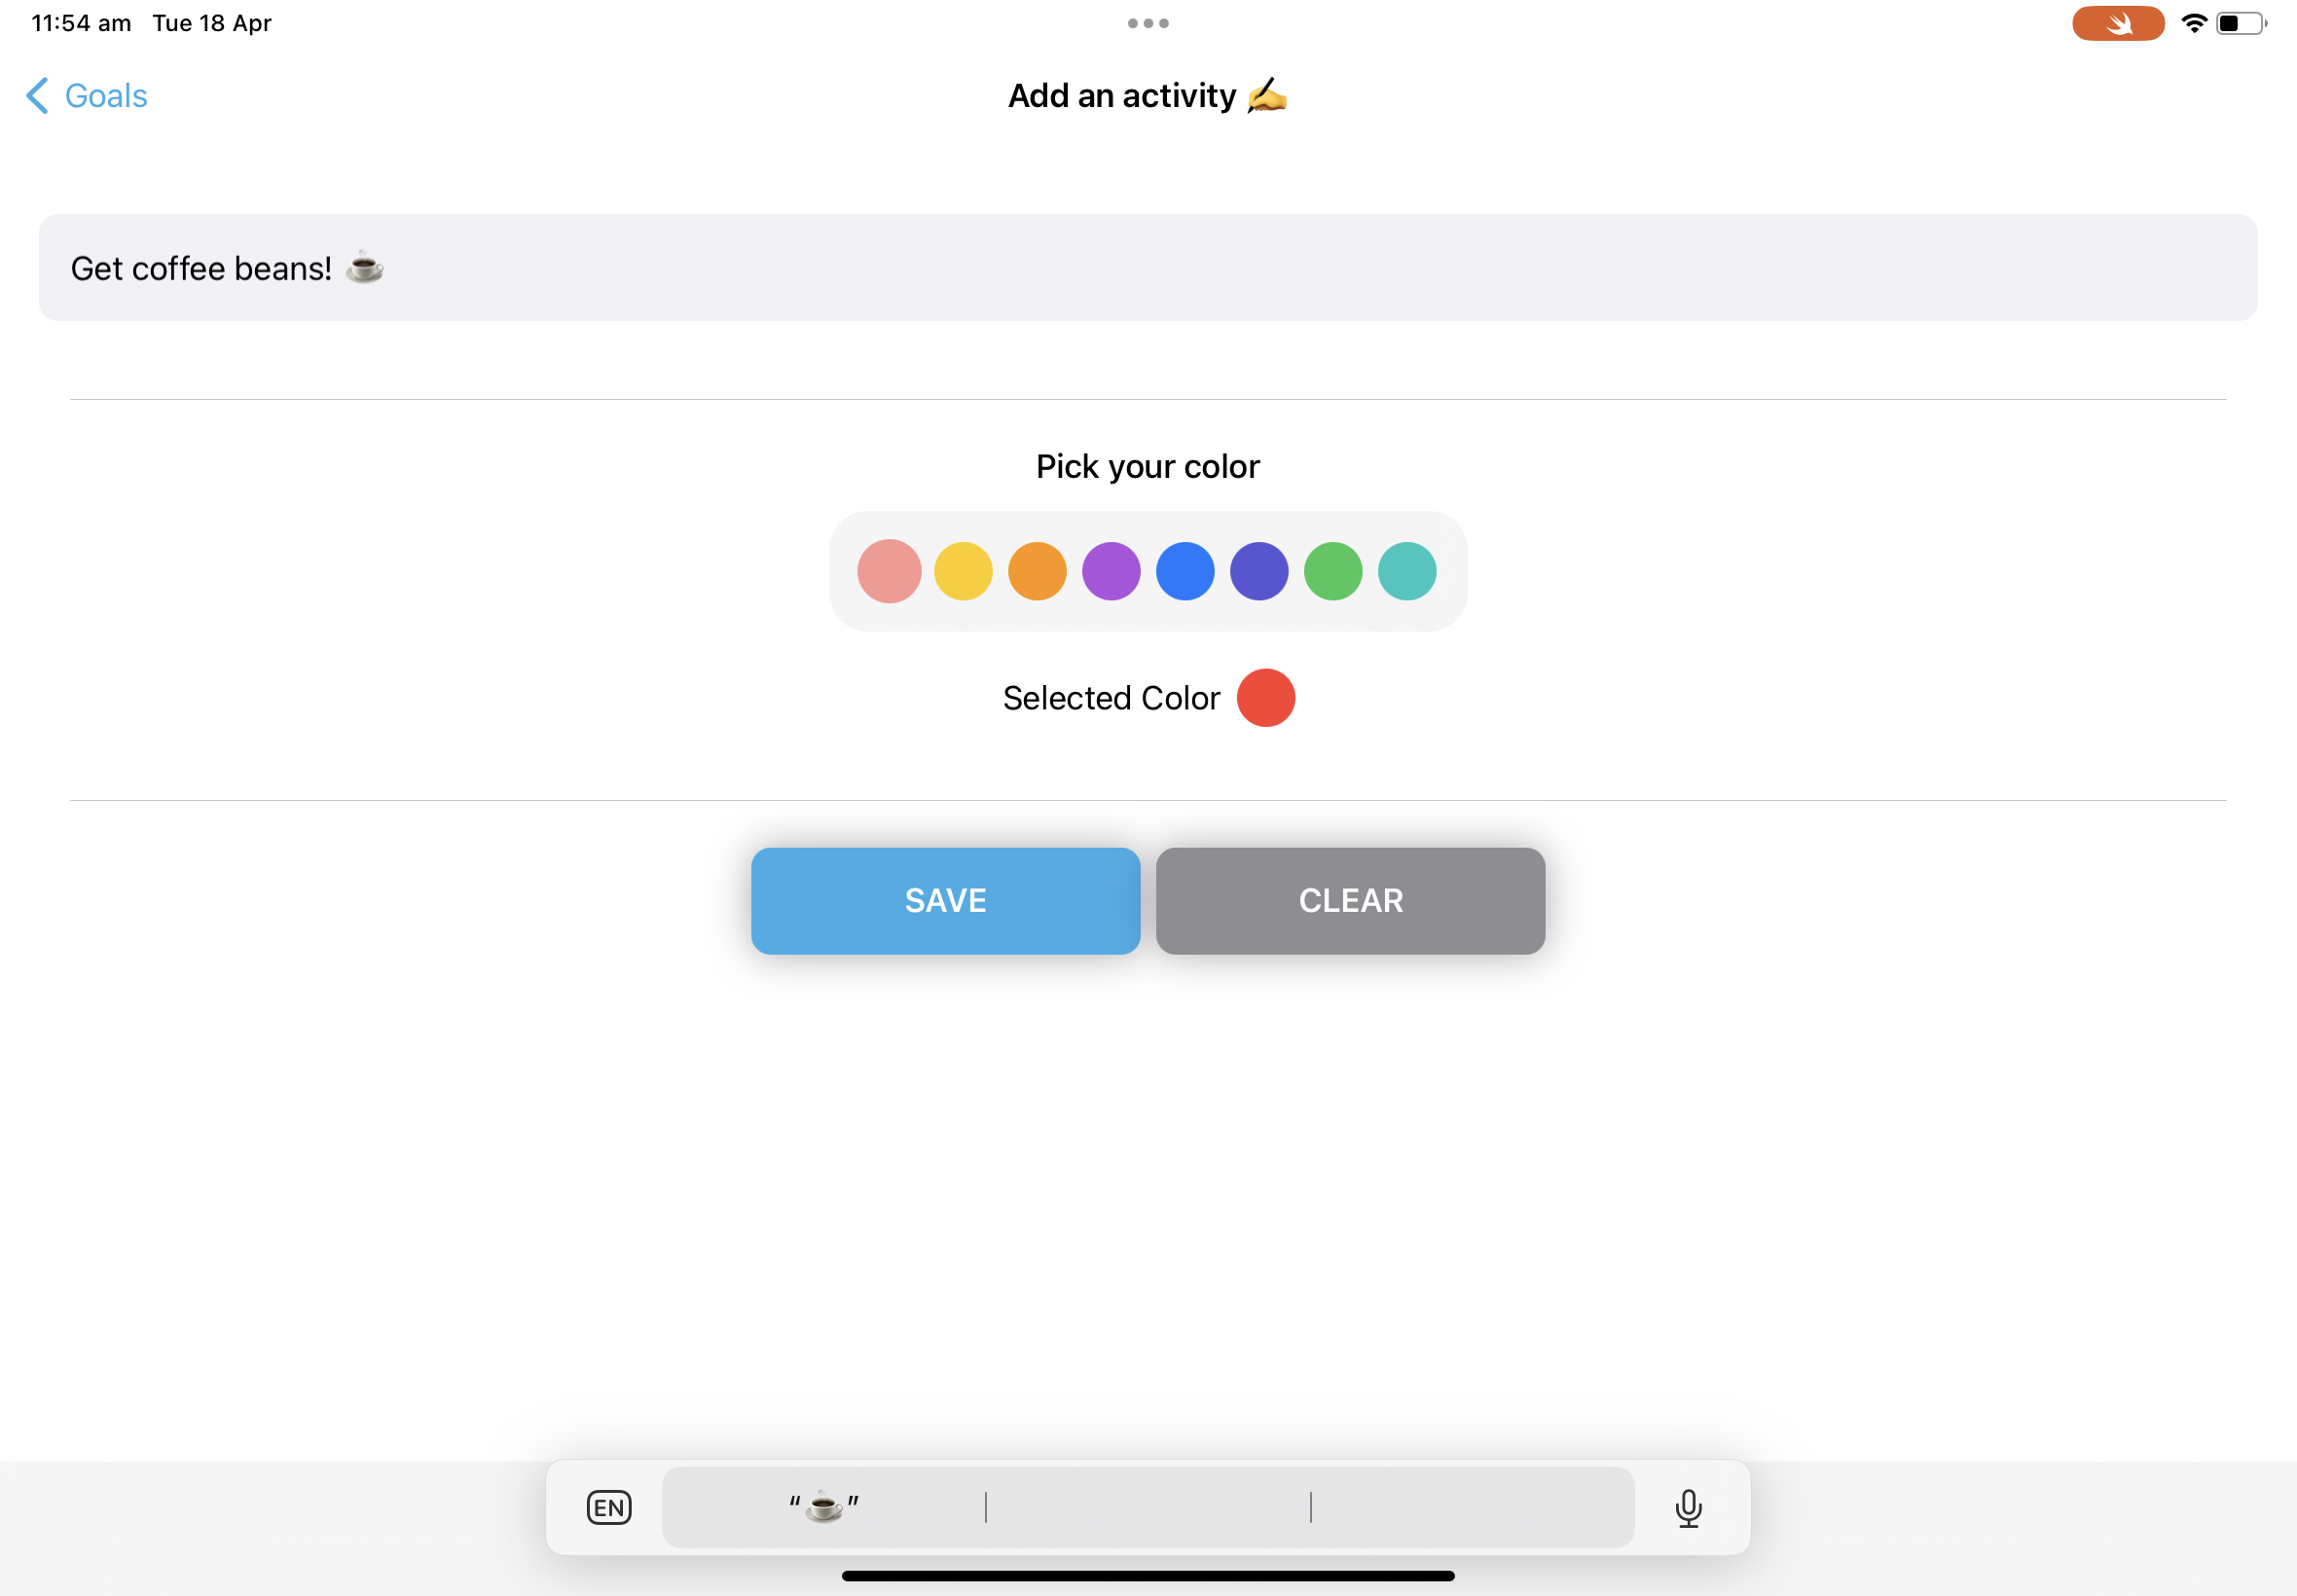 11:54 am Tue 18 Apr
Goals
Add an activity ✍️
Get coffee beans! ☕️
Pick your color
Selected Color
SAVE
CLEAR
EN
“☕️”